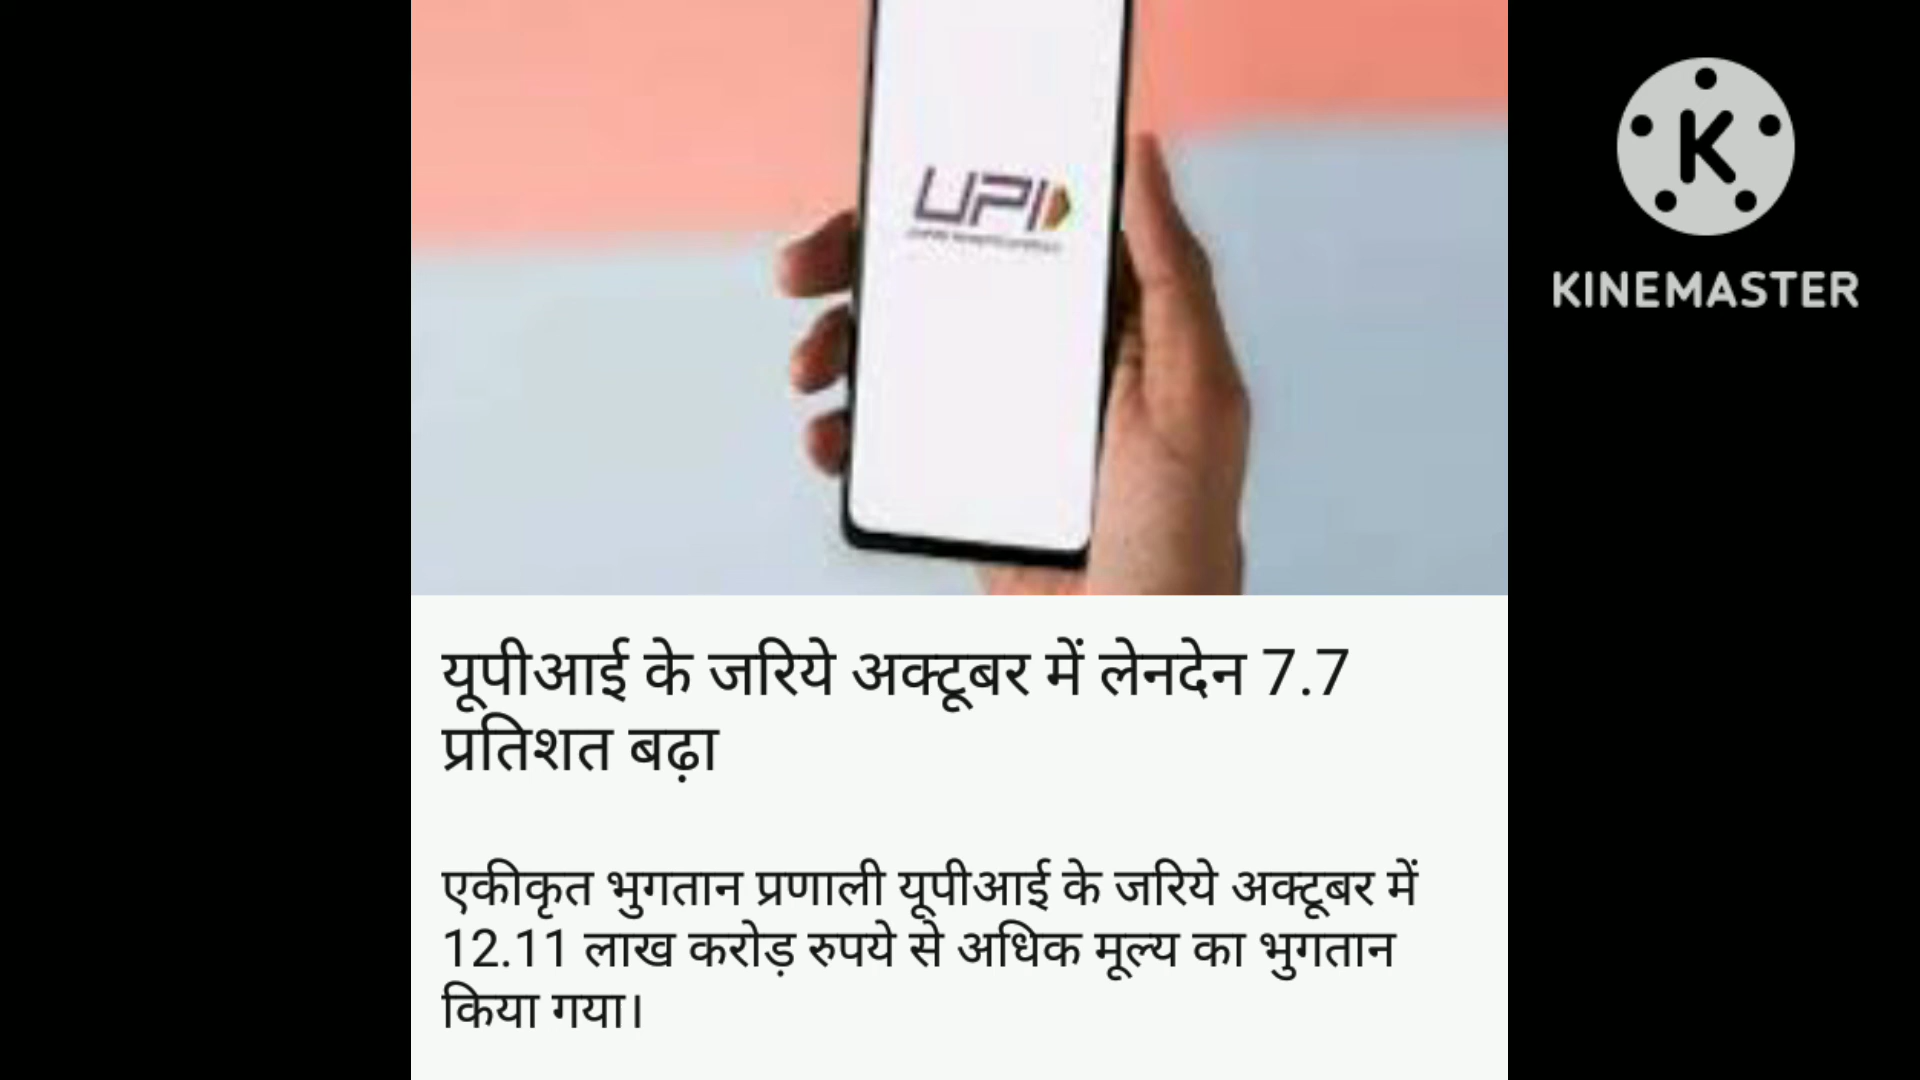 UPI
KINEMASTER
यूपीआई के जरिये अक्टूबर में लेनदेन 7.7
प्रतिशत बढ़ा
एकीकृत भुगतान प्रणाली यूपीआई के जरिये अक्टूबर में
12.11 लाख करोड़ रुपये से अधिक मूल्य का भुगतान
किया गया।